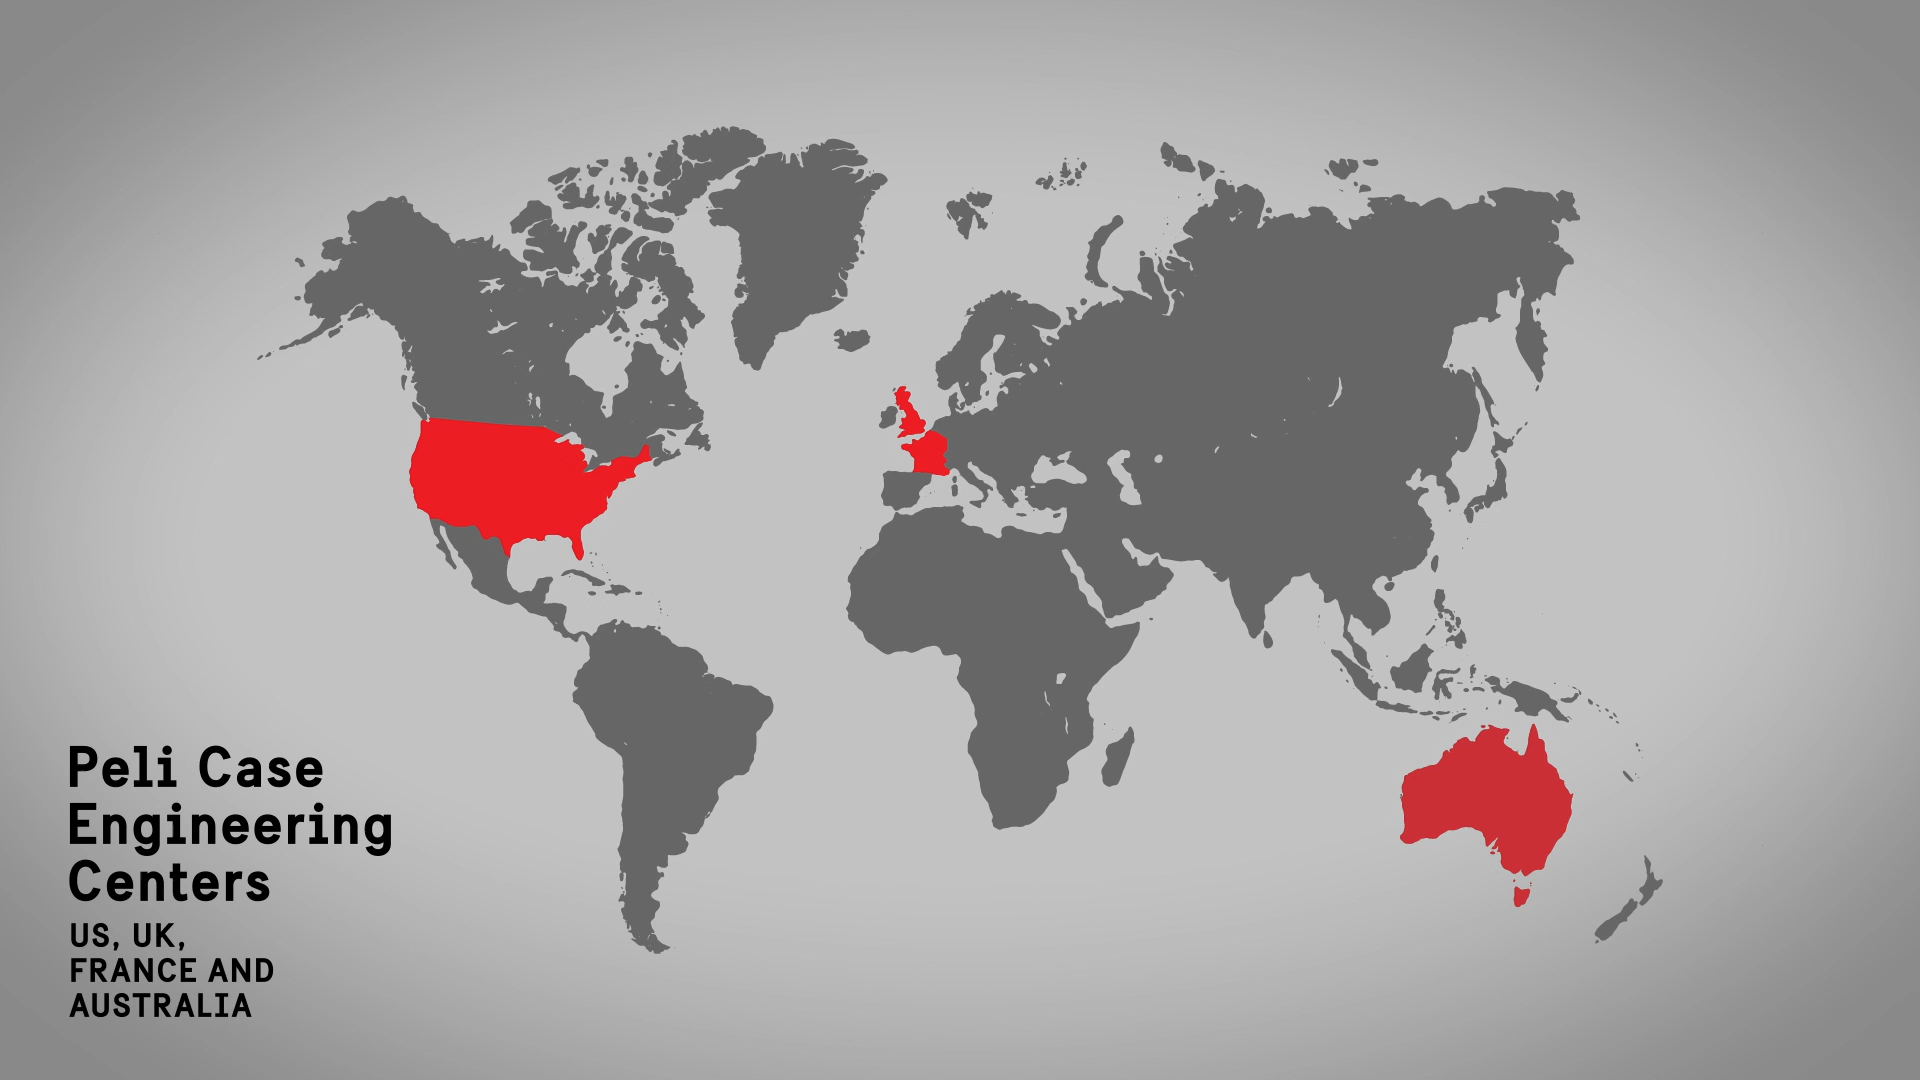 Peli Case
Engineering
Centers
US, UK,
FRANCE AND
AUSTRALIA